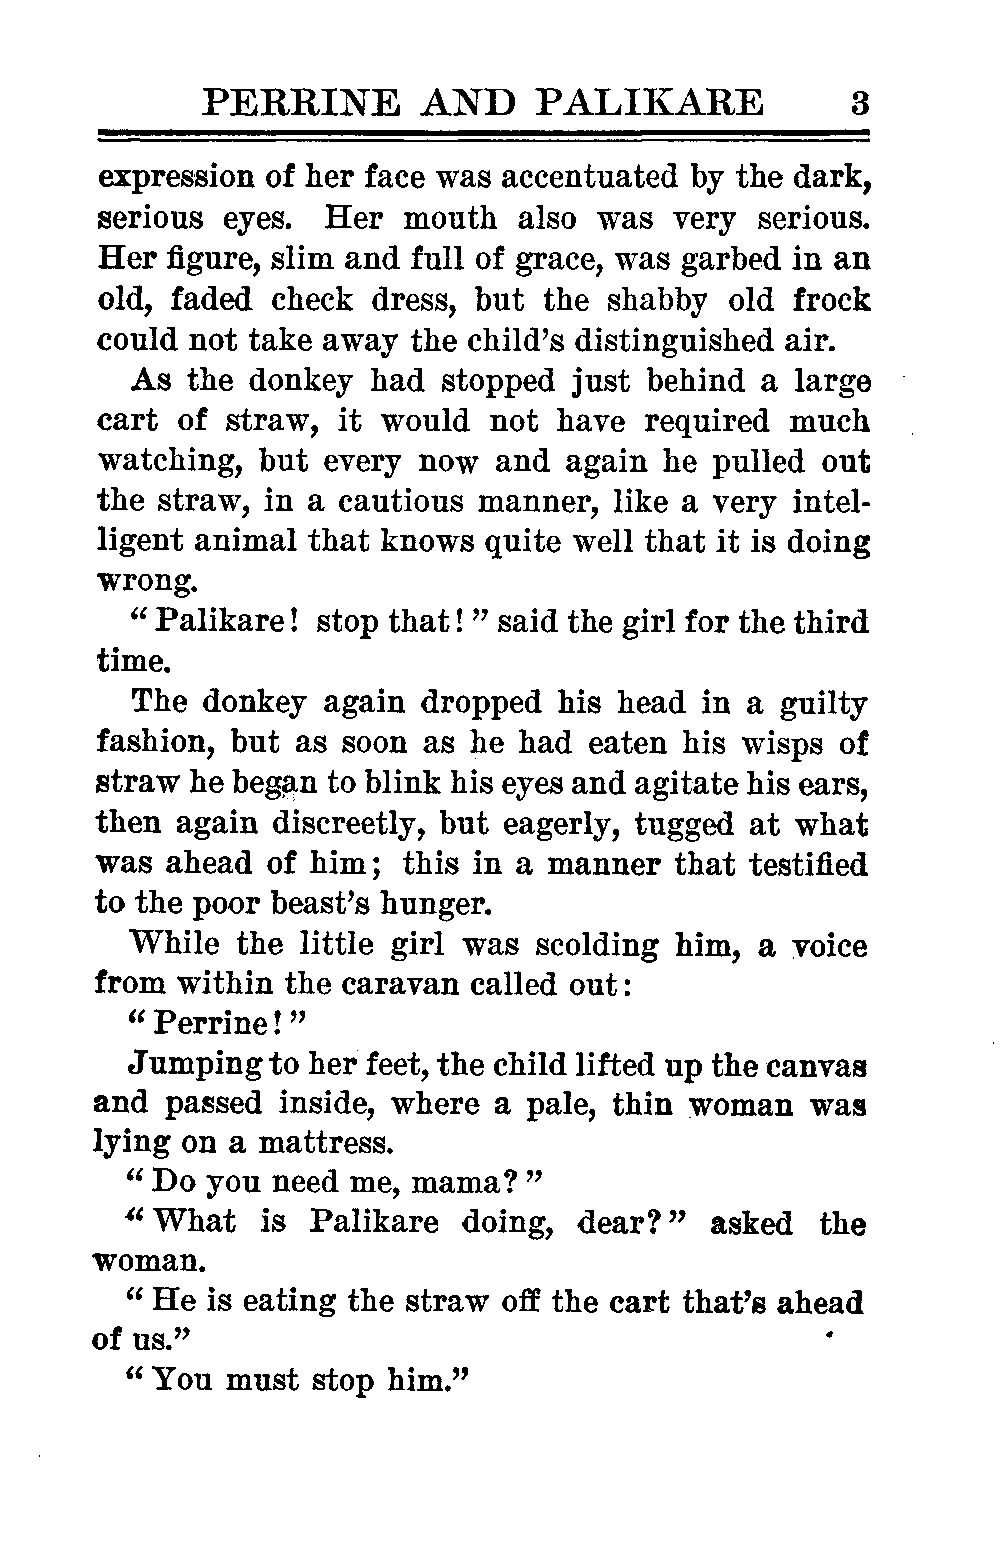 PERRINE AND PALIKARE 3
expression of her face was accentuated by the dark,
serious eyes. Her mouth also was very serious.
Her figure, slim and full of grace, was garbed in an
old, faded check dress, but the shabby old frock
could not take away the child's distinguished air.
As the donkey had stopped just behind a large
cart of straw, it would not have required much
watching, but every now and again he pulled out
the straw, in a cautious manner, like a very intel-
ligent animal that knows quite well that it is doing
wrong.
" Palikare! stop that! " said the girl for the third
time.
The donkey again dropped his head in a guilty
fashion, but as soon as he had eaten his wisps of
straw he began to blink his eyes and agitate his ears,
then again discreetly, but eagerly, tugged at what
was ahead of him; this in a manner that testified
to the poor beast's hunger.
While the little girl was scolding him, a voice
from within the caravan called out:
" Perrine! "
Jumping to her feet, the child lifted up the canvas
and passed inside, where a pale, thin woman was
lying on a mattress.
" Do you need me, mama? "
" What is Palikare doing, dear? " asked the
woman.
" He is eating the straw off the cart that's ahead
of us."
" You must stop him."